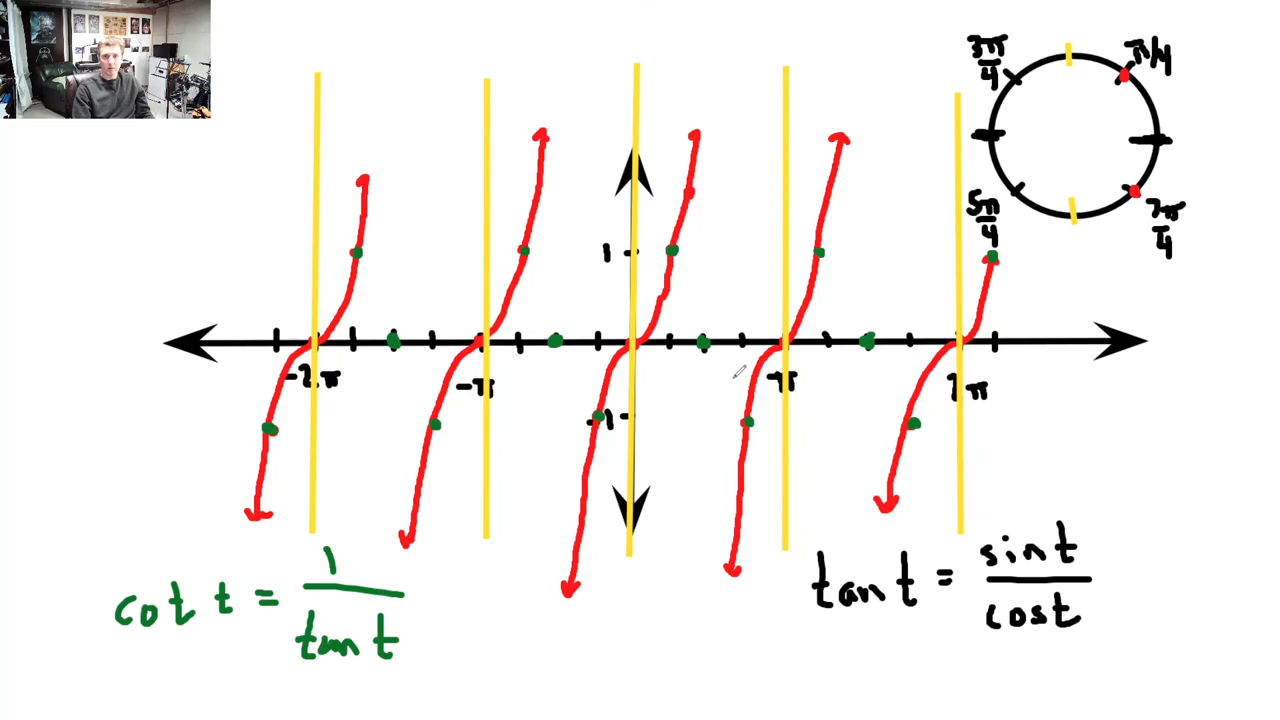 3π/4
π/4
5π/4
7π/4
1
-2π
-π
-1
π
2π
cot t = 1/tan t
tan t = sin t/cos t